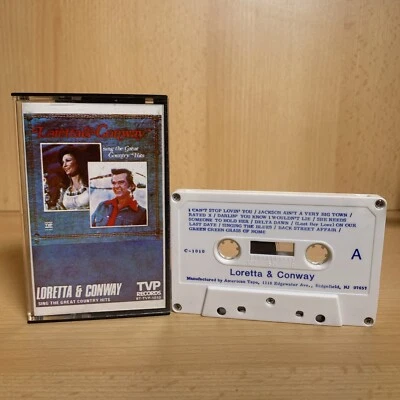 Loretta & Conway
sing the Great
Country Hits
LORETTA & CONWAY
SING THE GREAT COUNTRY HITS
TVP
RECORDS
I CAN'T STOP LOVIN' YOU / JACKSON AIN'T A VERY BIG TOWN /
RATED X / DARLIN' YOU KNOW I WOULDN'T LIE / SHE NEEDS
SOMEONE TO HOLD HER / DELTA DAWN / (Lost Her Love) ON OUR
LAST DATE / SINGING THE BLUES / BACK STREET AFFAIR /
GREEN GREEN GRASS OF HOME
C-1010
A
Loretta & Conway
Manufactured by American Tape, 1116 Edgewater Ave., Ridgefield, NJ 07657